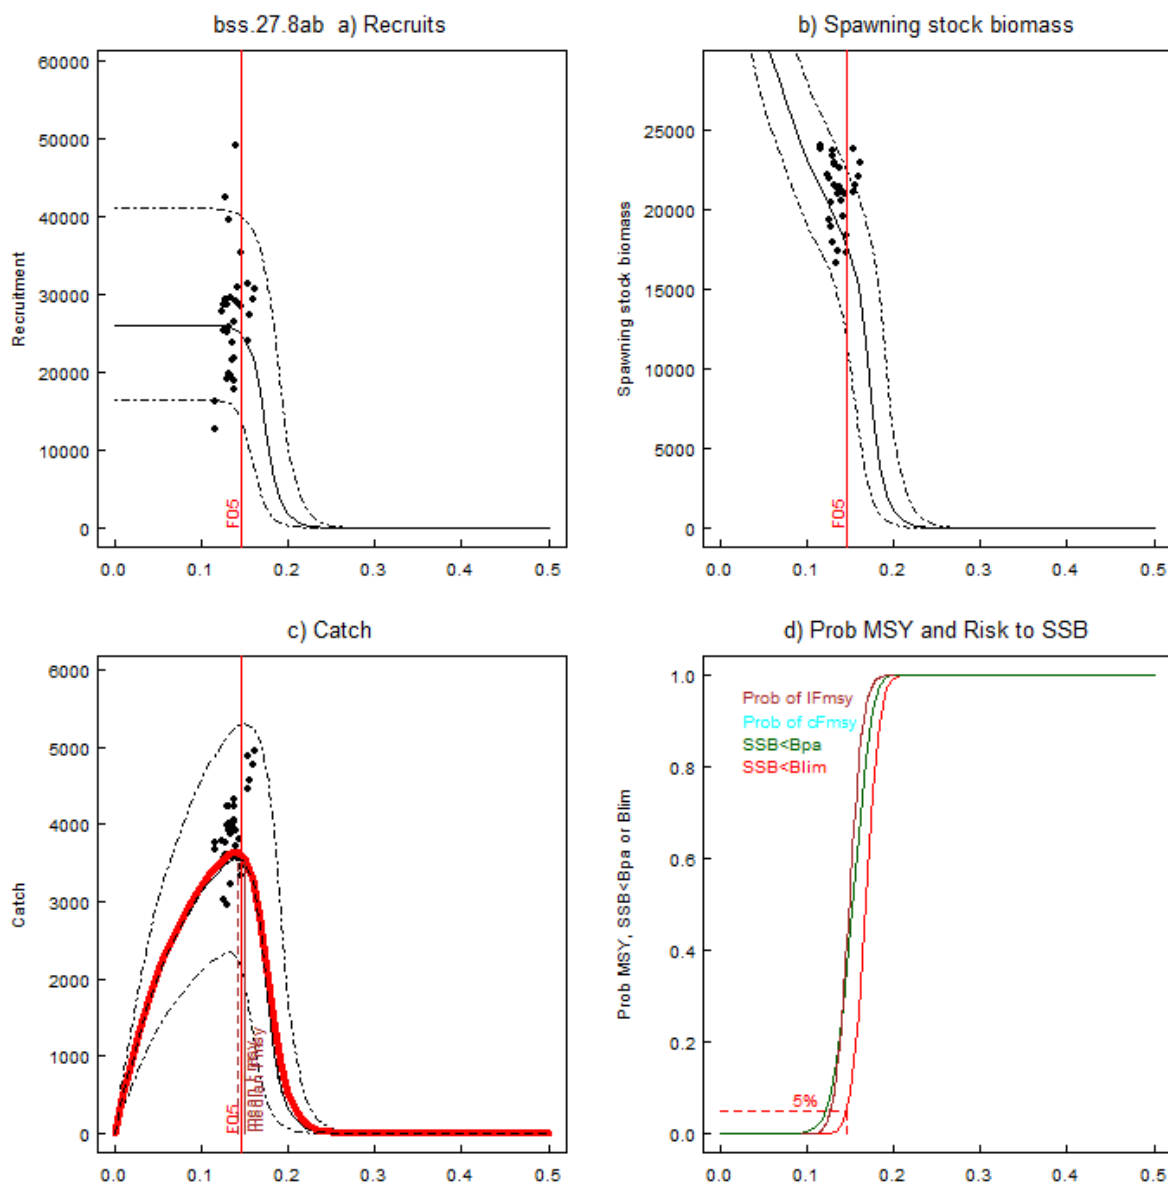 bss.27.8ab a) Recruits
60000
50000
40000
30000
20000
10000
0
Recruitment
F05
0.0 0.1 0.2 0.3 0.4 0.5
b) Spawning stock biomass
25000
20000
15000
10000
5000
0
Spawning stock biomass
F05
0.0 0.1 0.2 0.3 0.4 0.5
c) Catch
6000
5000
4000
3000
2000
1000
0
Catch
F05
mean Fmsy
median Fmsy
0.0 0.1 0.2 0.3 0.4 0.5
d) Prob MSY and Risk to SSB
1.0
0.8
0.6
0.4
0.2
0.0
Prob MSY, SSB<Bpa or Blim
Prob of lFmsy
Prob of cFmsy
SSB<Bpa
SSB<Blim
5%
0.0 0.1 0.2 0.3 0.4 0.5